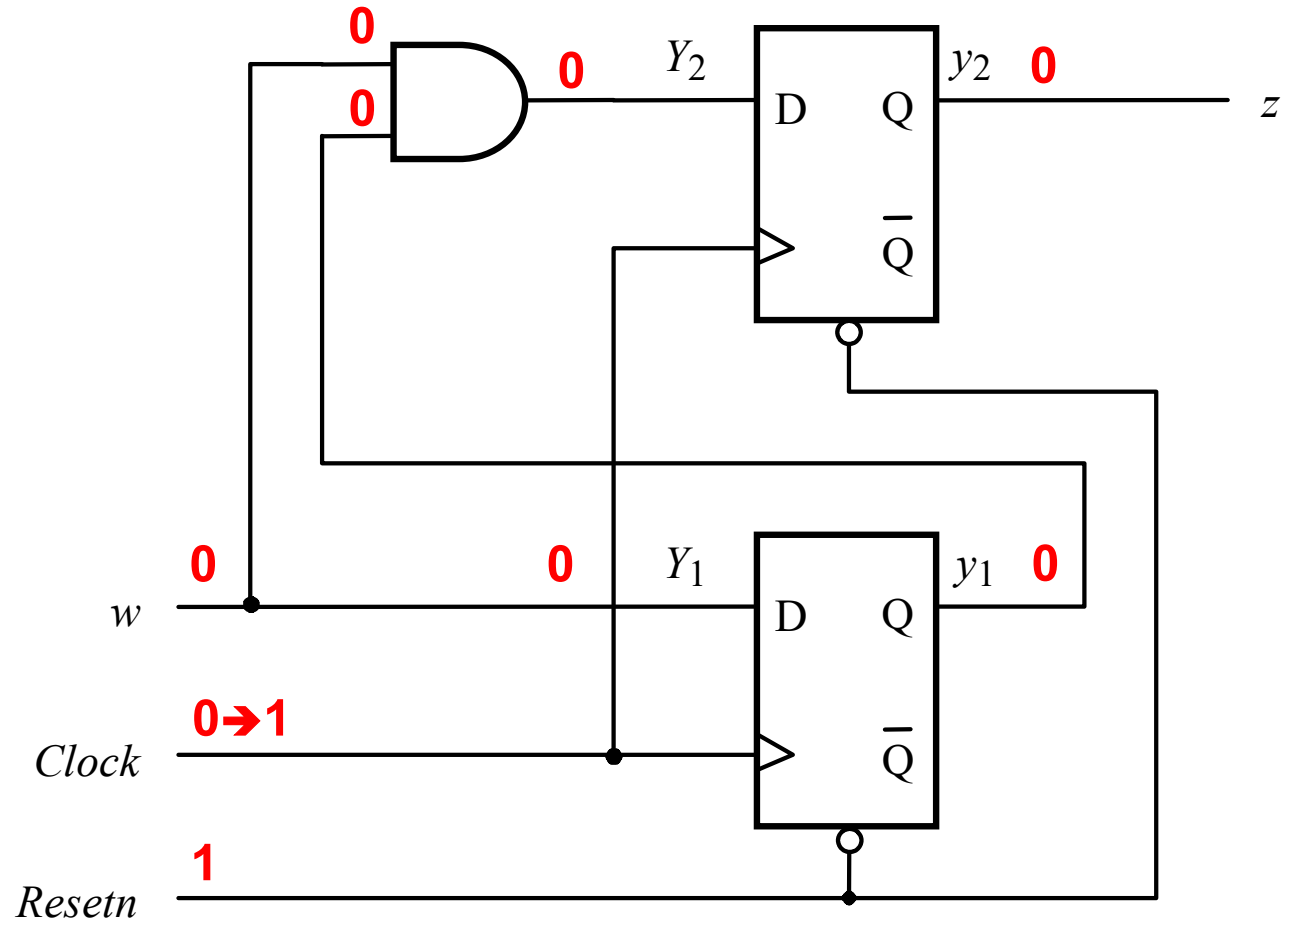 0
0 Y₂ y₂ 0
0
D Q z
Q̅
0 0 Y₁ y₁ 0
w D Q
0➔1
Clock Q̅
1
Resetn